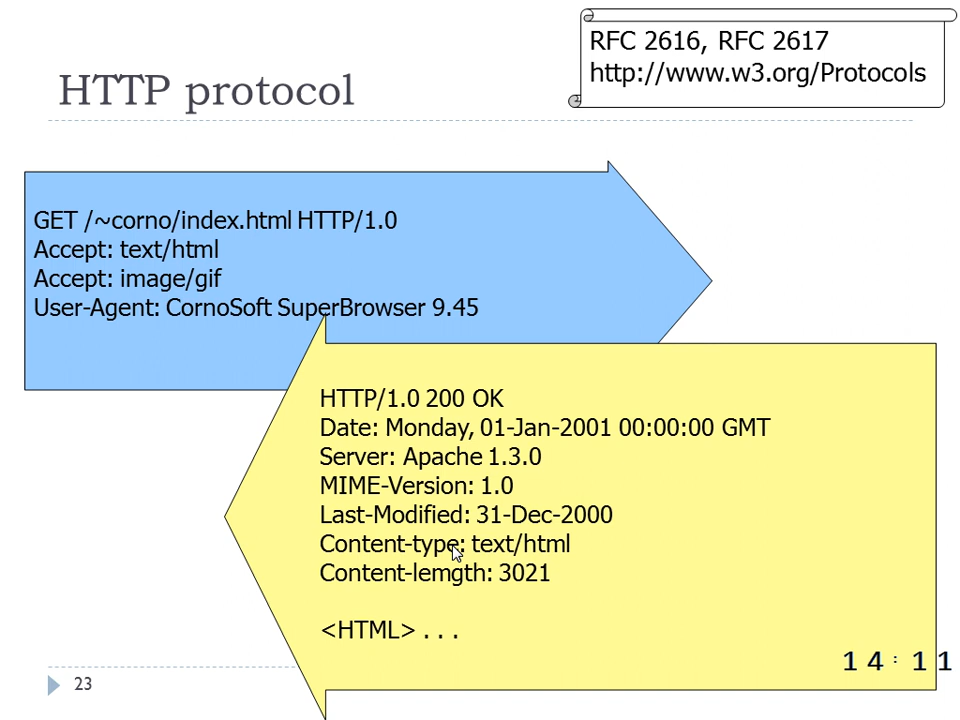 RFC 2616, RFC 2617
http://www.w3.org/Protocols
HTTP protocol
GET /~corno/index.html HTTP/1.0
Accept: text/html
Accept: image/gif
User-Agent: CornoSoft SuperBrowser 9.45
HTTP/1.0 200 OK
Date: Monday, 01-Jan-2001 00:00:00 GMT
Server: Apache 1.3.0
MIME-Version: 1.0
Last-Modified: 31-Dec-2000
Content-type: text/html
Content-lemgth: 3021
<HTML> . . .
14:11
23